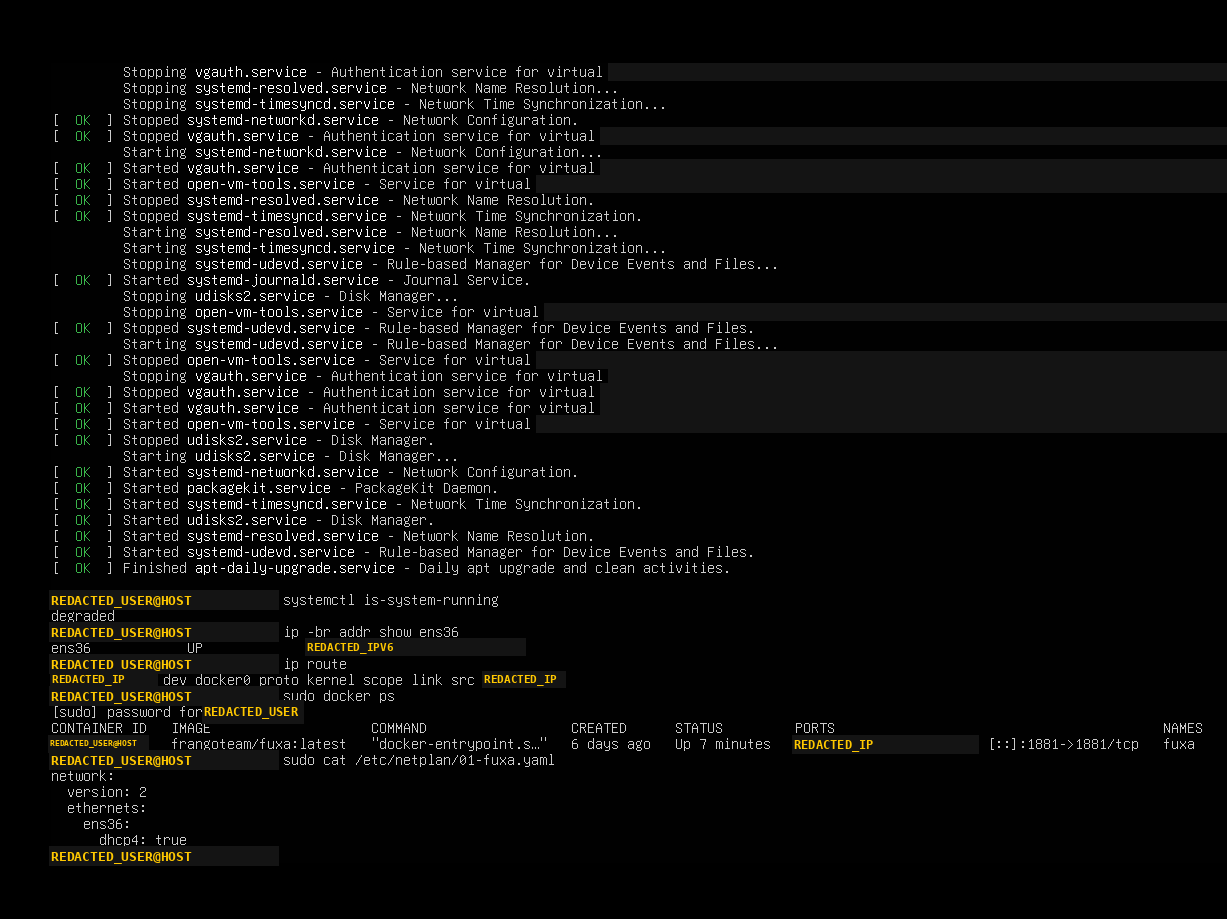 Stopping vgauth.service - Authentication service for virtual
Stopping systemd-resolved.service - Network Name Resolution...
Stopping systemd-timesyncd.service - Network Time Synchronization...
[  OK  ] Stopped systemd-networkd.service - Network Configuration.
[  OK  ] Stopped vgauth.service - Authentication service for virtual
Starting systemd-networkd.service - Network Configuration...
[  OK  ] Started vgauth.service - Authentication service for virtual
[  OK  ] Started open-vm-tools.service - Service for virtual
[  OK  ] Stopped systemd-resolved.service - Network Name Resolution.
[  OK  ] Stopped systemd-timesyncd.service - Network Time Synchronization.
Starting systemd-resolved.service - Network Name Resolution...
Starting systemd-timesyncd.service - Network Time Synchronization...
Stopping systemd-udevd.service - Rule-based Manager for Device Events and Files...
[  OK  ] Started systemd-journald.service - Journal Service.
Stopping udisks2.service - Disk Manager...
Stopping open-vm-tools.service - Service for virtual
[  OK  ] Stopped systemd-udevd.service - Rule-based Manager for Device Events and Files.
Starting systemd-udevd.service - Rule-based Manager for Device Events and Files...
[  OK  ] Stopped open-vm-tools.service - Service for virtual
Stopping vgauth.service - Authentication service for virtual
[  OK  ] Stopped vgauth.service - Authentication service for virtual
[  OK  ] Started vgauth.service - Authentication service for virtual
[  OK  ] Started open-vm-tools.service - Service for virtual
[  OK  ] Stopped udisks2.service - Disk Manager.
Starting udisks2.service - Disk Manager...
[  OK  ] Started systemd-networkd.service - Network Configuration.
[  OK  ] Started packagekit.service - PackageKit Daemon.
[  OK  ] Started systemd-timesyncd.service - Network Time Synchronization.
[  OK  ] Started udisks2.service - Disk Manager.
[  OK  ] Started systemd-resolved.service - Network Name Resolution.
[  OK  ] Started systemd-udevd.service - Rule-based Manager for Device Events and Files.
[  OK  ] Finished apt-daily-upgrade.service - Daily apt upgrade and clean activities.
REDACTED_USER@HOST systemctl is-system-running
degraded
REDACTED_USER@HOST ip -br addr show ens36
ens36 UP REDACTED_IPV6
REDACTED_USER@HOST ip route
REDACTED_IP dev docker0 proto kernel scope link src REDACTED_IP
REDACTED_USER@HOST sudo docker ps
[sudo] password for REDACTED_USER
CONTAINER ID IMAGE COMMAND CREATED STATUS PORTS NAMES
REDACTED_USER@HOST frangoteam/fuxa:latest "docker-entrypoint.s…" 6 days ago Up 7 minutes REDACTED_IP [::]:1881->1881/tcp fuxa
REDACTED_USER@HOST sudo cat /etc/netplan/01-fuxa.yaml
network:
  version: 2
  ethernets:
    ens36:
      dhcp4: true
REDACTED_USER@HOST